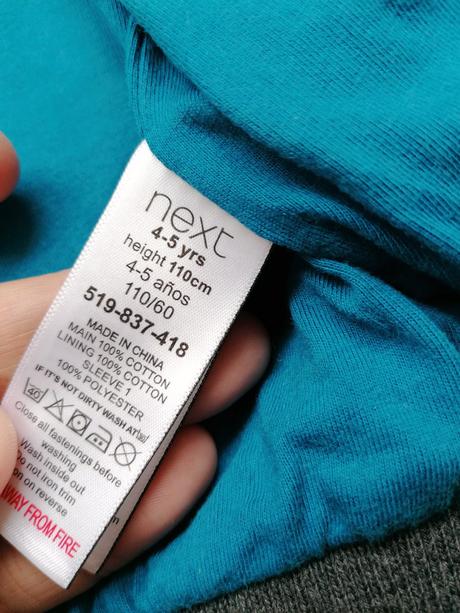 next
4-5 yrs
height 110cm
4-5 años
110/60
519-837-418
MADE IN CHINA
MAIN 100% COTTON
LINING 100% COTTON
SLEEVE 1
100% POLYESTER
IF IT'S NOT DIRTY WASH AT
40
Close all fastenings before
washing
Wash inside out
Do not iron trim
on on reverse
AWAY FROM FIRE